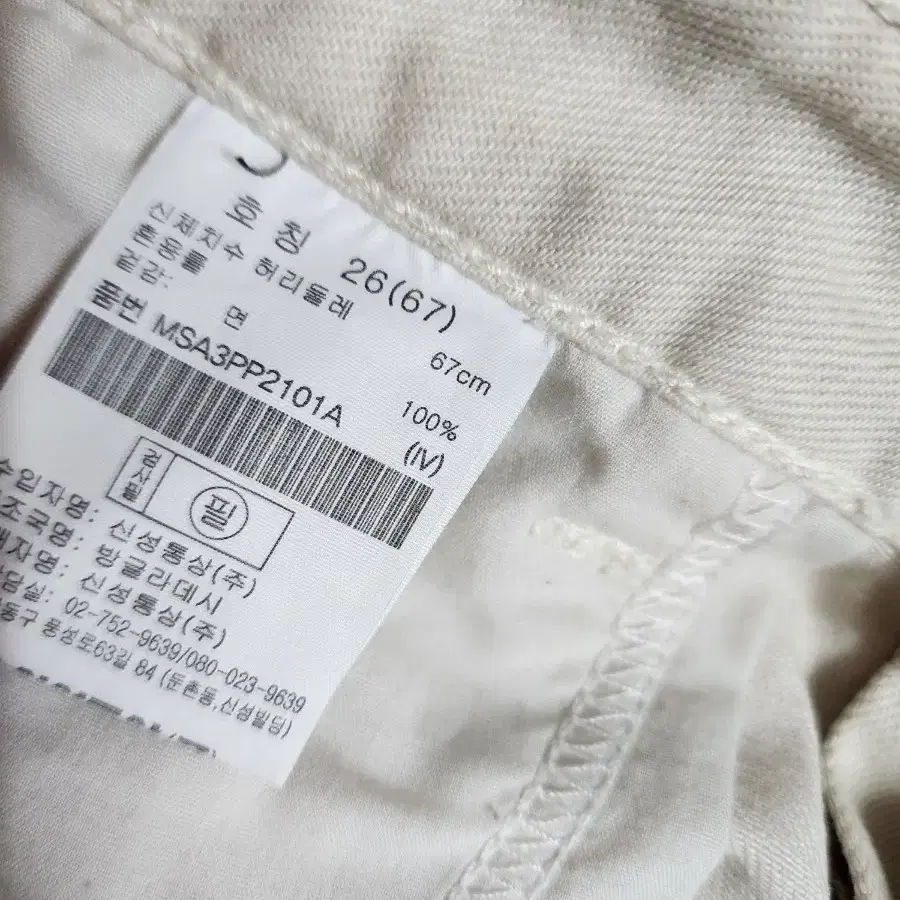 호 칭 26(67)
신체치수 허리둘레 67cm
혼용률
겉감: 면 100%
품번 MSA3PP2101A (IV)
검사필 필
수입자명: 신성통상(주)
조국명: 방글라데시
매자명: 신성통상(주)
담실: 02-752-9639/080-023-9639
동구 풍성로63길 84 (둔촌동,신성빌딩)